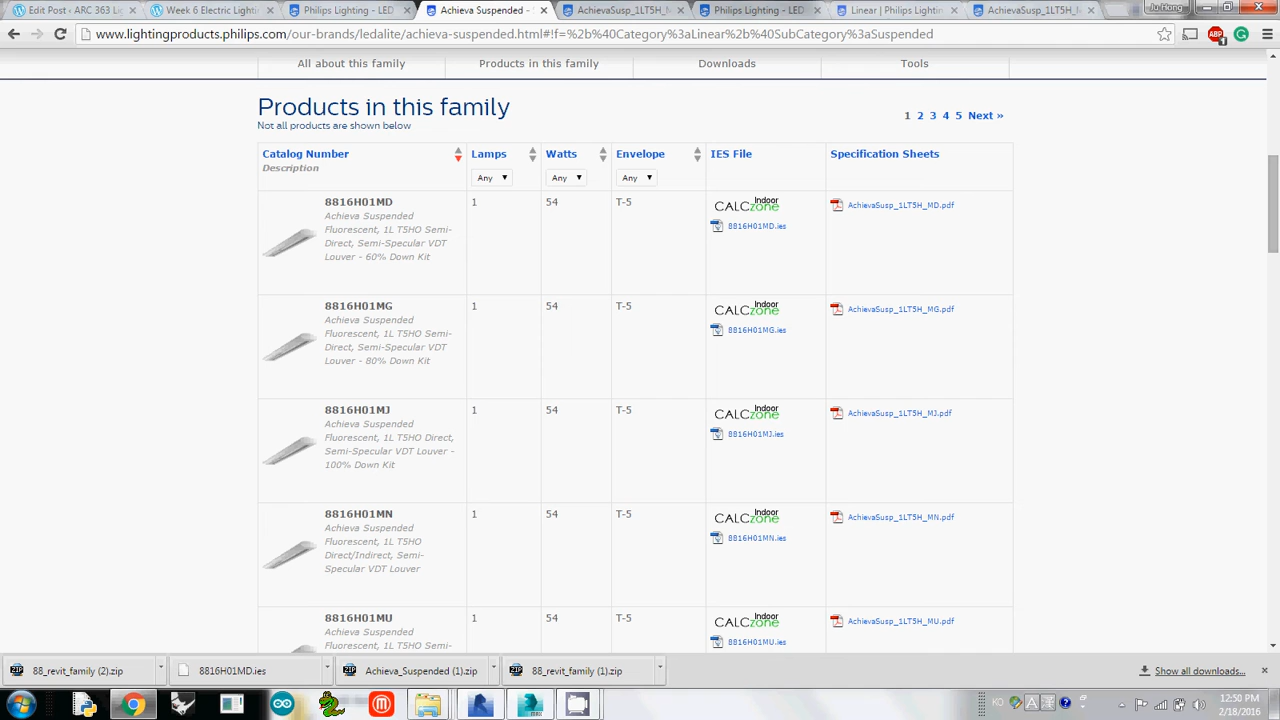 Edit Post ‹ ARC 363 Lig
Week 6 Electric Lightin
Philips Lighting - LED
Achieva Suspended -
AchievaSusp_1LT5H_M
Philips Lighting - LED
Linear | Philips Lighting
AchievaSusp_1LT5H_M
Ju Hong
www.lightingproducts.philips.com/our-brands/ledalite/achieva-suspended.html#!f=%2b%40Category%3aLinear%2b%40SubCategory%3aSuspended
ABP
1
All about this family
Products in this family
Downloads
Tools
Products in this family
Not all products are shown below
1 2 3 4 5 Next »
Catalog Number
Description
Lamps
Watts
Envelope
IES File
Specification Sheets
Any
Any
Any
8816H01MD
Achieva Suspended
Fluorescent, 1L T5HO Semi-
Direct, Semi-Specular VDT
Louver - 60% Down Kit
1
54
T-5
Indoor
CALCzone
8816H01MD.ies
AchievaSusp_1LT5H_MD.pdf
8816H01MG
Achieva Suspended
Fluorescent, 1L T5HO Semi-
Direct, Semi-Specular VDT
Louver - 80% Down Kit
1
54
T-5
Indoor
CALCzone
8816H01MG.ies
AchievaSusp_1LT5H_MG.pdf
8816H01MJ
Achieva Suspended
Fluorescent, 1L T5HO Direct,
Semi-Specular VDT Louver -
100% Down Kit
1
54
T-5
Indoor
CALCzone
8816H01MJ.ies
AchievaSusp_1LT5H_MJ.pdf
8816H01MN
Achieva Suspended
Fluorescent, 1L T5HO
Direct/Indirect, Semi-
Specular VDT Louver
1
54
T-5
Indoor
CALCzone
8816H01MN.ies
AchievaSusp_1LT5H_MN.pdf
8816H01MU
Achieva Suspended
Fluorescent, 1L T5HO Semi-
1
54
T-5
Indoor
CALCzone
8816H01MU.ies
AchievaSusp_1LT5H_MU.pdf
88_revit_family (2).zip
8816H01MD.ies
Achieva_Suspended (1).zip
88_revit_family (1).zip
Show all downloads...
KO
A
漢
12:50 PM
2/18/2016